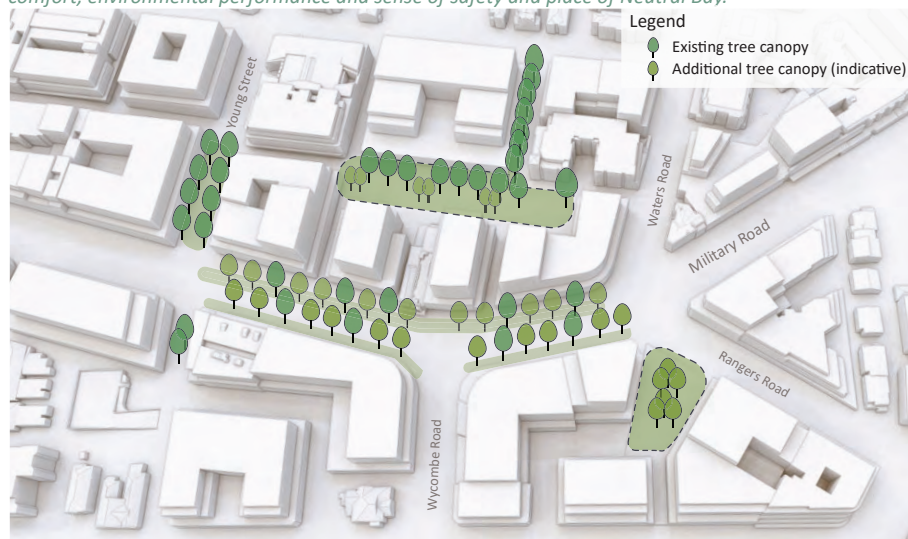 comfort, environmental performance and sense of safety and place of Neutral Bay.
Legend
Existing tree canopy
Additional tree canopy (indicative)
Young Street
Waters Road
Military Road
Rangers Road
Wycombe Road